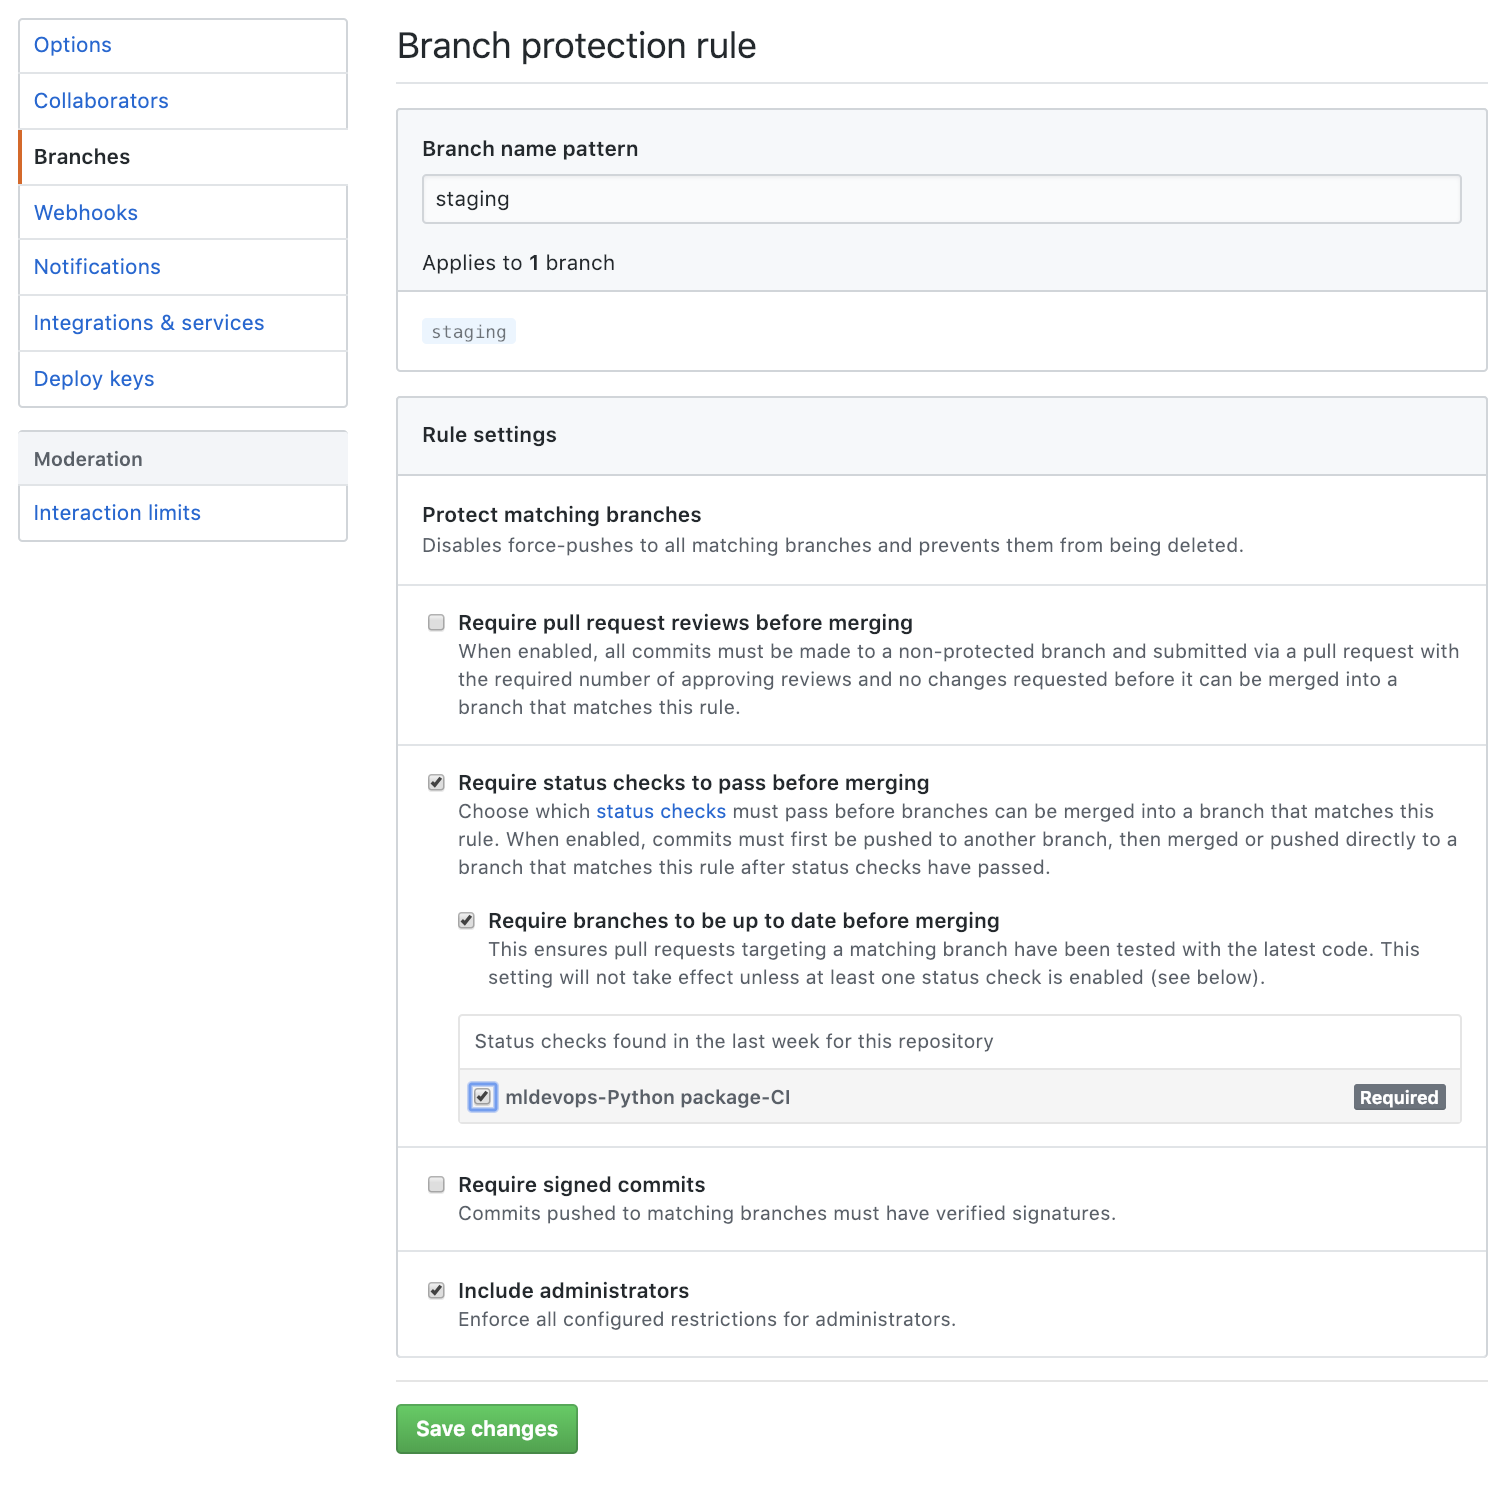 Options
Collaborators
Branches
Webhooks
Notifications
Integrations & services
Deploy keys
Moderation
Interaction limits
Branch protection rule
Branch name pattern
staging
Applies to 1 branch
staging
Rule settings
Protect matching branches
Disables force-pushes to all matching branches and prevents them from being deleted.
Require pull request reviews before merging
When enabled, all commits must be made to a non-protected branch and submitted via a pull request with
the required number of approving reviews and no changes requested before it can be merged into a
branch that matches this rule.
Require status checks to pass before merging
Choose which status checks must pass before branches can be merged into a branch that matches this
rule. When enabled, commits must first be pushed to another branch, then merged or pushed directly to a
branch that matches this rule after status checks have passed.
Require branches to be up to date before merging
This ensures pull requests targeting a matching branch have been tested with the latest code. This
setting will not take effect unless at least one status check is enabled (see below).
Status checks found in the last week for this repository
mldevops-Python package-CI Required
Require signed commits
Commits pushed to matching branches must have verified signatures.
Include administrators
Enforce all configured restrictions for administrators.
Save changes